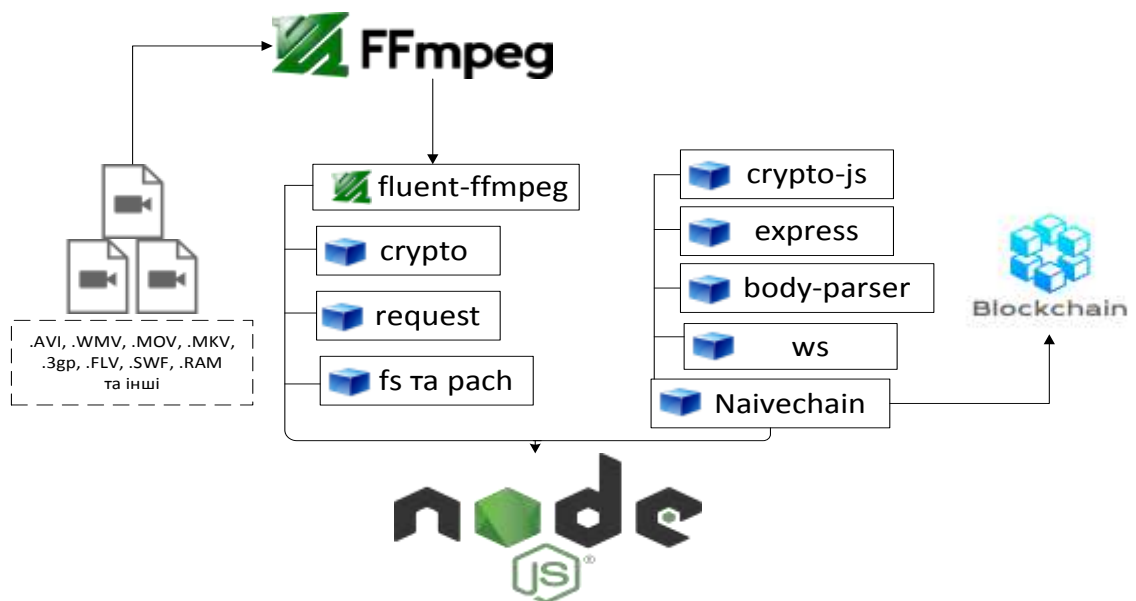 FFmpeg
.AVI, .WMV, .MOV, .MKV,
.3gp, .FLV, .SWF, .RAM
та інші
fluent-ffmpeg
crypto
request
fs та pach
crypto-js
express
body-parser
ws
Naivechain
Blockchain
node
JS®